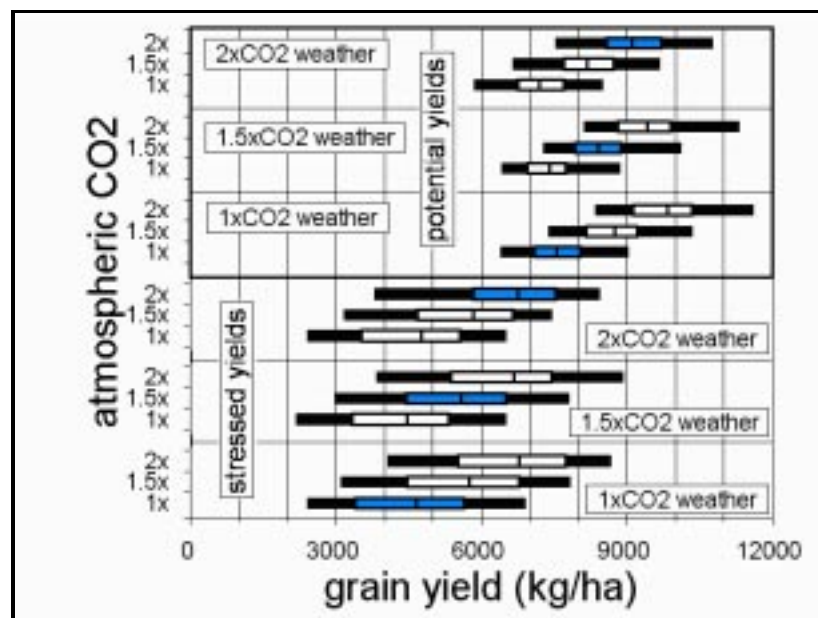 2x
2xCO2 weather
1.5x
1x
2x
1.5xCO2 weather
1.5x
1x
2x
1xCO2 weather
1.5x
1x
potential yields
2x
1.5x
1x
2xCO2 weather
2x
1.5x
1x
1.5xCO2 weather
2x
1.5x
1x
1xCO2 weather
stressed yields
atmospheric CO2
0 3000 6000 9000 12000
grain yield (kg/ha)